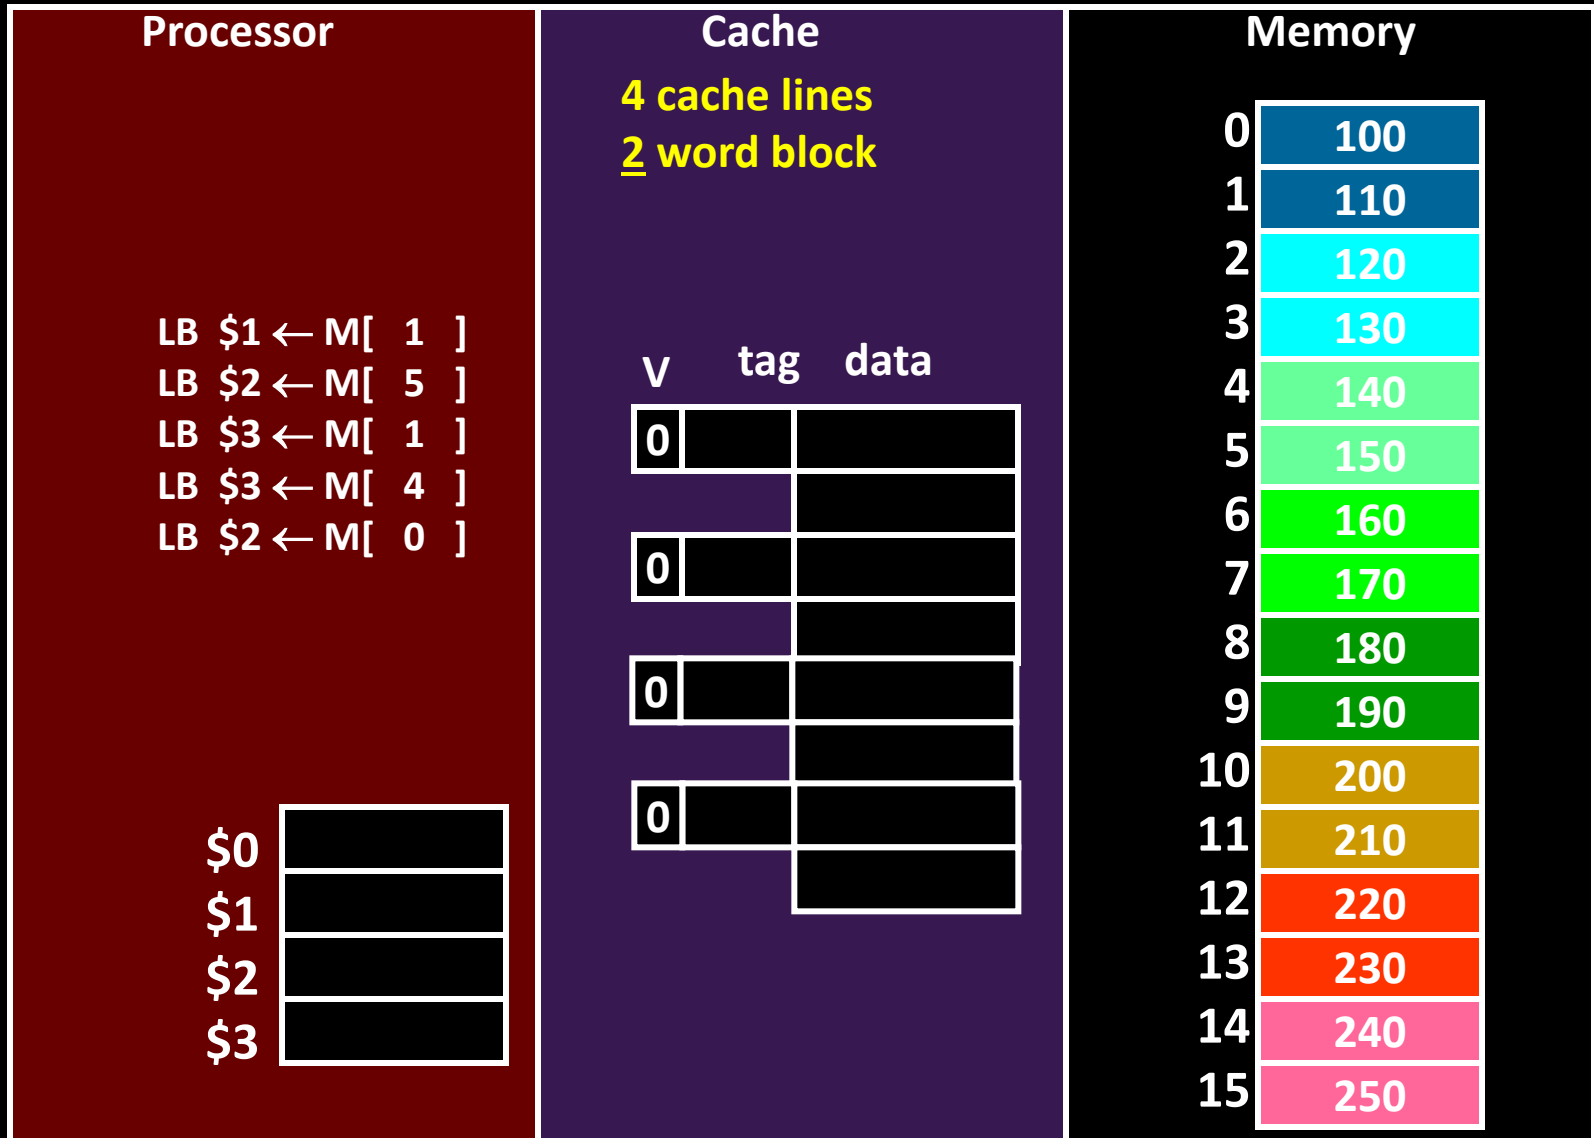 Processor
LB $1 ← M[ 1 ]
LB $2 ← M[ 5 ]
LB $3 ← M[ 1 ]
LB $3 ← M[ 4 ]
LB $2 ← M[ 0 ]
$0
$1
$2
$3
Cache
4 cache lines
2 word block
V tag data
0
0
0
0
Memory
0 100
1 110
2 120
3 130
4 140
5 150
6 160
7 170
8 180
9 190
10 200
11 210
12 220
13 230
14 240
15 250